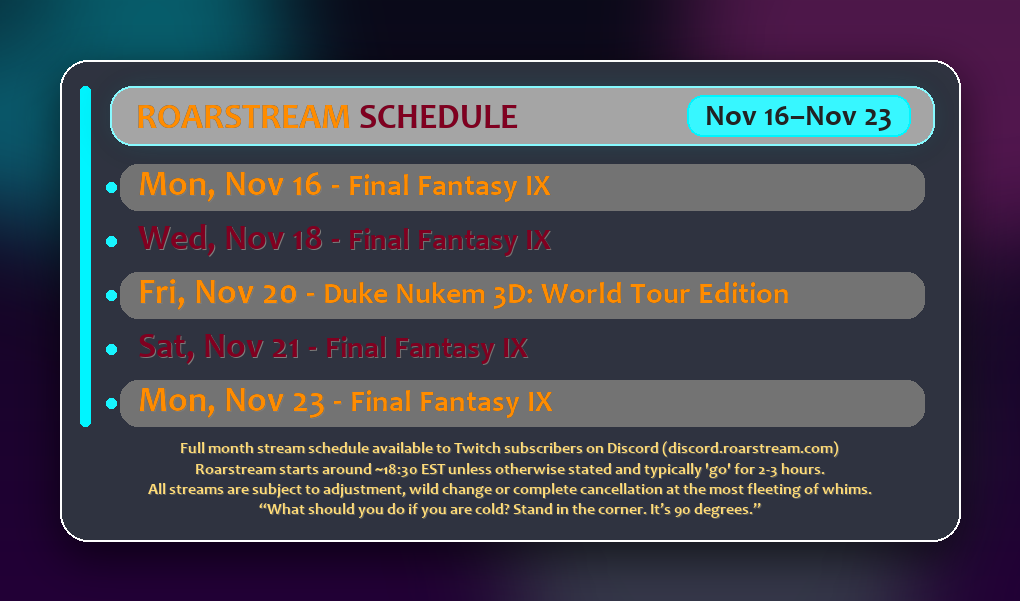 ROARSTREAM SCHEDULE
Nov 16–Nov 23
Mon, Nov 16 - Final Fantasy IX
Wed, Nov 18 - Final Fantasy IX
Fri, Nov 20 - Duke Nukem 3D: World Tour Edition
Sat, Nov 21 - Final Fantasy IX
Mon, Nov 23 - Final Fantasy IX
Full month stream schedule available to Twitch subscribers on Discord (discord.roarstream.com)
Roarstream starts around ~18:30 EST unless otherwise stated and typically 'go' for 2-3 hours.
All streams are subject to adjustment, wild change or complete cancellation at the most fleeting of whims.
“What should you do if you are cold? Stand in the corner. It’s 90 degrees.”